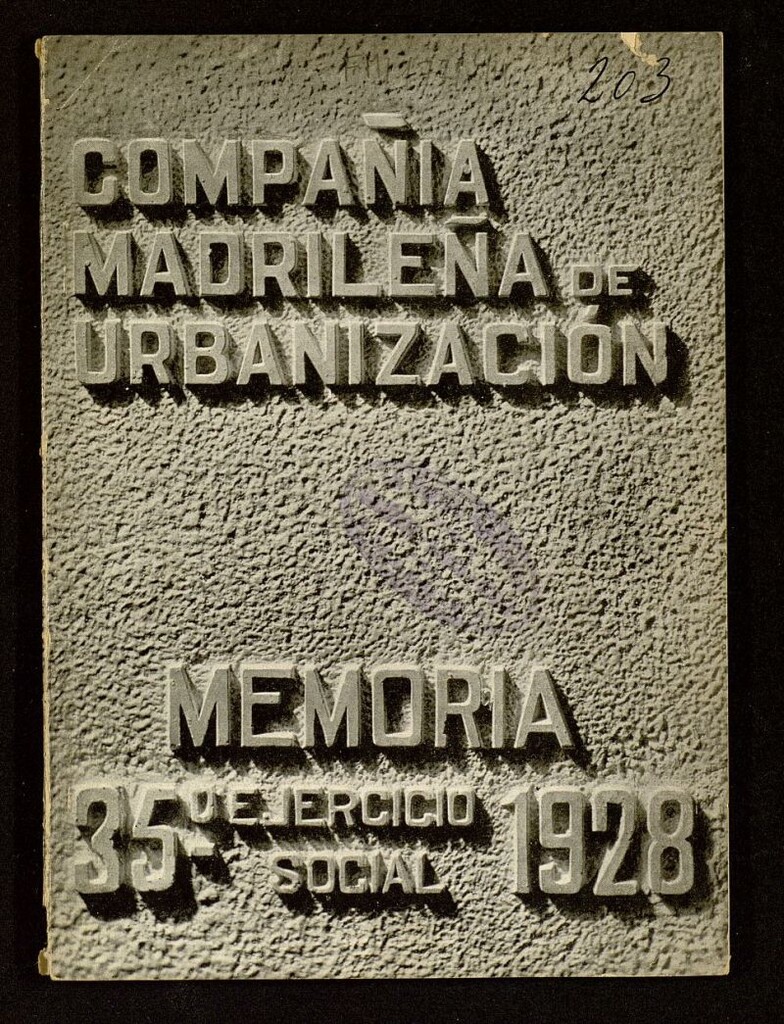 203
COMPAÑIA
MADRILEÑA DE
URBANIZACIÓN
MEMORIA
35º EJERCICIO 1928
SOCIAL